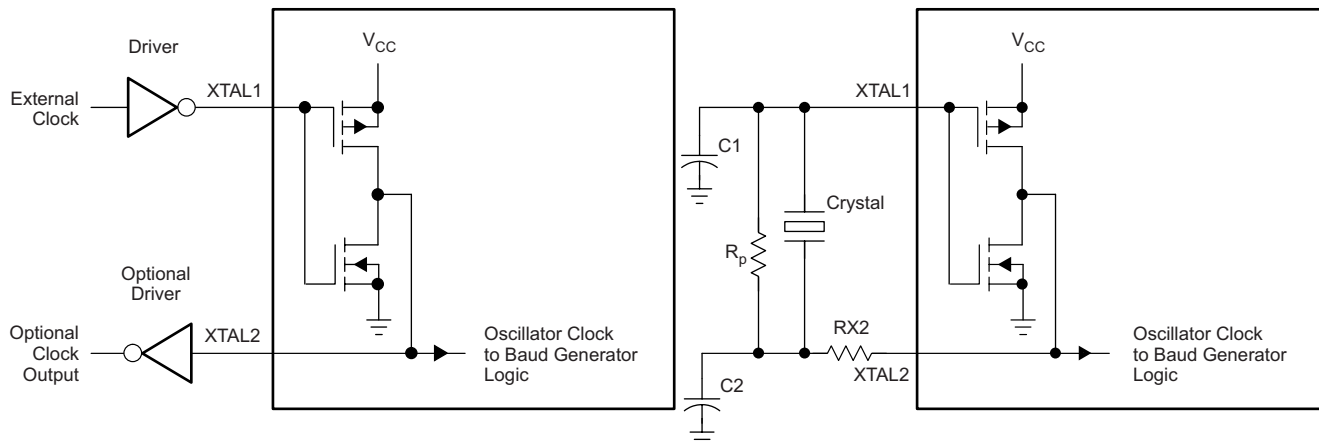 Driver
External
Clock
XTAL1
VCC
Optional
Driver
Optional
Clock
Output
XTAL2
Oscillator Clock
to Baud Generator
Logic
C1
XTAL1
VCC
Crystal
Rp
RX2
XTAL2
C2
Oscillator Clock
to Baud Generator
Logic